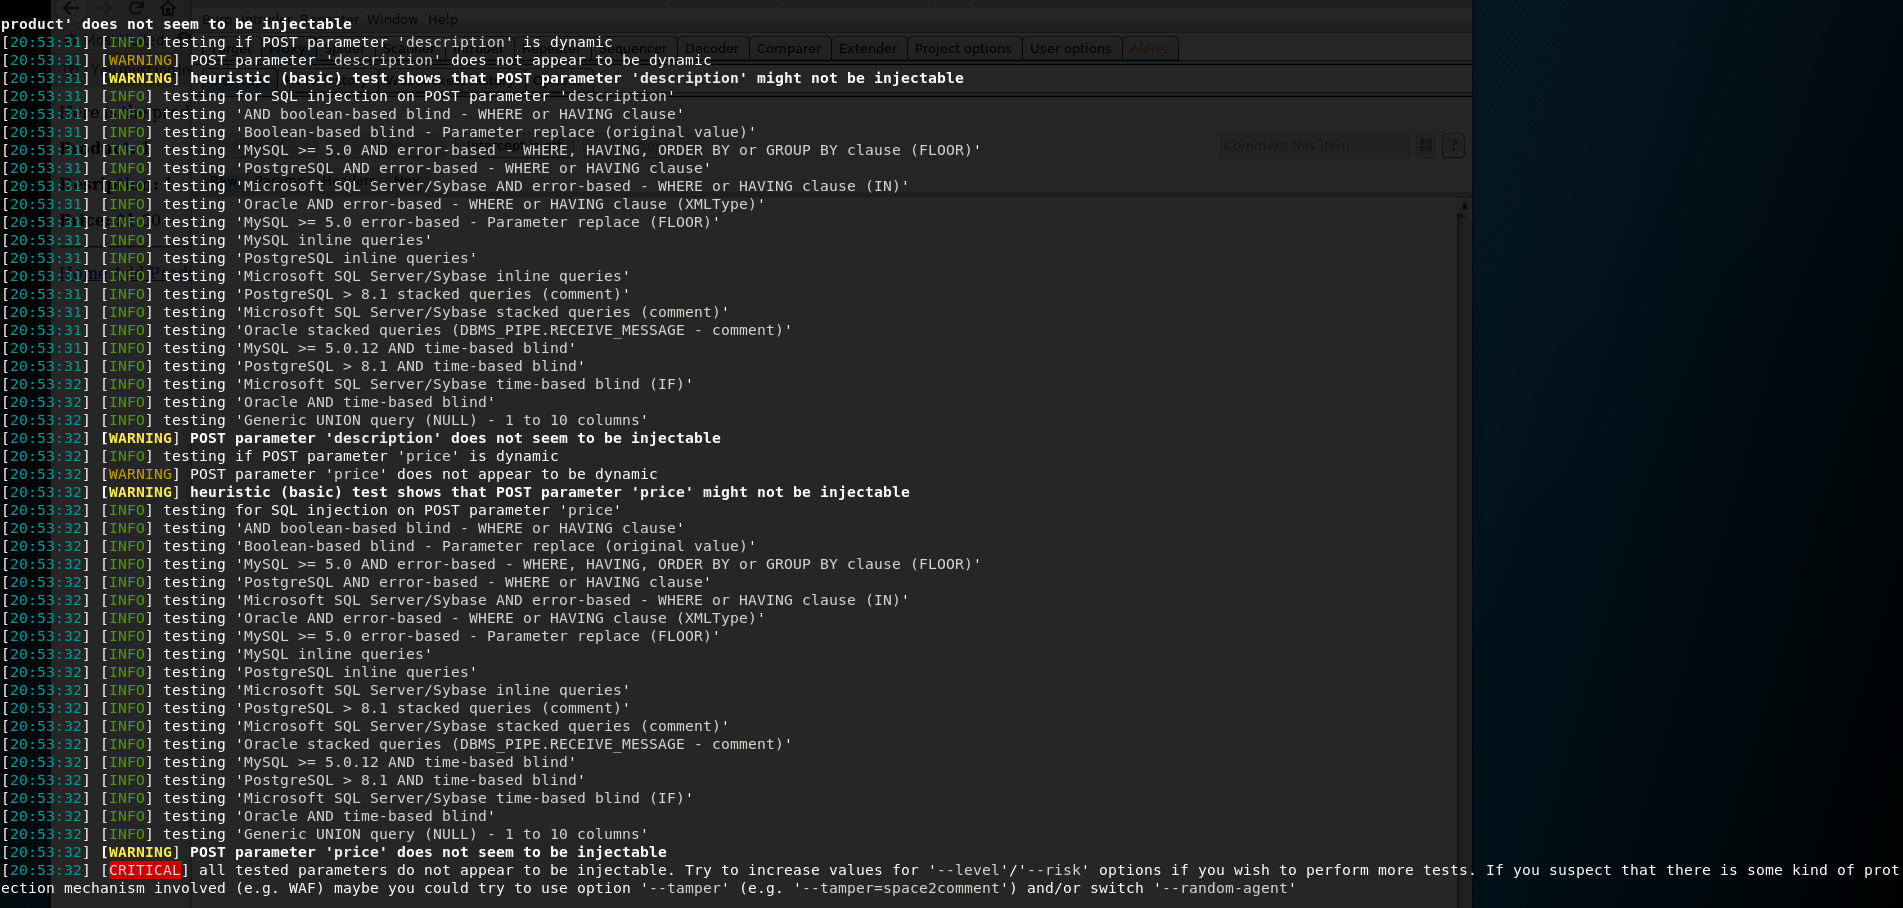 Burp Intruder Repeater Window Help
product' does not seem to be injectable
Target Proxy Spider Scanner Intruder Repeater Sequencer Decoder Comparer Extender Project options User options Alerts
[20:53:31] [INFO] testing if POST parameter 'description' is dynamic
[20:53:31] [WARNING] POST parameter 'description' does not appear to be dynamic
[20:53:31] [WARNING] heuristic (basic) test shows that POST parameter 'description' might not be injectable
[20:53:31] [INFO] testing for SQL injection on POST parameter 'description'
[20:53:31] [INFO] testing 'AND boolean-based blind - WHERE or HAVING clause'
[20:53:31] [INFO] testing 'Boolean-based blind - Parameter replace (original value)'
Comment this item ?
[20:53:31] [INFO] testing 'MySQL >= 5.0 AND error-based - WHERE, HAVING, ORDER BY or GROUP BY clause (FLOOR)'
[20:53:31] [INFO] testing 'PostgreSQL AND error-based - WHERE or HAVING clause'
Raw Params Headers Hex
[20:53:31] [INFO] testing 'Microsoft SQL Server/Sybase AND error-based - WHERE or HAVING clause (IN)'
[20:53:31] [INFO] testing 'Oracle AND error-based - WHERE or HAVING clause (XMLType)'
[20:53:31] [INFO] testing 'MySQL >= 5.0 error-based - Parameter replace (FLOOR)'
[20:53:31] [INFO] testing 'MySQL inline queries'
[20:53:31] [INFO] testing 'PostgreSQL inline queries'
[20:53:31] [INFO] testing 'Microsoft SQL Server/Sybase inline queries'
[20:53:31] [INFO] testing 'PostgreSQL > 8.1 stacked queries (comment)'
[20:53:31] [INFO] testing 'Microsoft SQL Server/Sybase stacked queries (comment)'
[20:53:31] [INFO] testing 'Oracle stacked queries (DBMS_PIPE.RECEIVE_MESSAGE - comment)'
[20:53:31] [INFO] testing 'MySQL >= 5.0.12 AND time-based blind'
[20:53:31] [INFO] testing 'PostgreSQL > 8.1 AND time-based blind'
[20:53:32] [INFO] testing 'Microsoft SQL Server/Sybase time-based blind (IF)'
[20:53:32] [INFO] testing 'Oracle AND time-based blind'
[20:53:32] [INFO] testing 'Generic UNION query (NULL) - 1 to 10 columns'
[20:53:32] [WARNING] POST parameter 'description' does not seem to be injectable
[20:53:32] [INFO] testing if POST parameter 'price' is dynamic
[20:53:32] [WARNING] POST parameter 'price' does not appear to be dynamic
[20:53:32] [WARNING] heuristic (basic) test shows that POST parameter 'price' might not be injectable
[20:53:32] [INFO] testing for SQL injection on POST parameter 'price'
[20:53:32] [INFO] testing 'AND boolean-based blind - WHERE or HAVING clause'
[20:53:32] [INFO] testing 'Boolean-based blind - Parameter replace (original value)'
[20:53:32] [INFO] testing 'MySQL >= 5.0 AND error-based - WHERE, HAVING, ORDER BY or GROUP BY clause (FLOOR)'
[20:53:32] [INFO] testing 'PostgreSQL AND error-based - WHERE or HAVING clause'
[20:53:32] [INFO] testing 'Microsoft SQL Server/Sybase AND error-based - WHERE or HAVING clause (IN)'
[20:53:32] [INFO] testing 'Oracle AND error-based - WHERE or HAVING clause (XMLType)'
[20:53:32] [INFO] testing 'MySQL >= 5.0 error-based - Parameter replace (FLOOR)'
[20:53:32] [INFO] testing 'MySQL inline queries'
[20:53:32] [INFO] testing 'PostgreSQL inline queries'
[20:53:32] [INFO] testing 'Microsoft SQL Server/Sybase inline queries'
[20:53:32] [INFO] testing 'PostgreSQL > 8.1 stacked queries (comment)'
[20:53:32] [INFO] testing 'Microsoft SQL Server/Sybase stacked queries (comment)'
[20:53:32] [INFO] testing 'Oracle stacked queries (DBMS_PIPE.RECEIVE_MESSAGE - comment)'
[20:53:32] [INFO] testing 'MySQL >= 5.0.12 AND time-based blind'
[20:53:32] [INFO] testing 'PostgreSQL > 8.1 AND time-based blind'
[20:53:32] [INFO] testing 'Microsoft SQL Server/Sybase time-based blind (IF)'
[20:53:32] [INFO] testing 'Oracle AND time-based blind'
[20:53:32] [INFO] testing 'Generic UNION query (NULL) - 1 to 10 columns'
[20:53:32] [WARNING] POST parameter 'price' does not seem to be injectable
[20:53:32] [CRITICAL] all tested parameters do not appear to be injectable. Try to increase values for '--level'/'--risk' options if you wish to perform more tests. If you suspect that there is some kind of prot
ection mechanism involved (e.g. WAF) maybe you could try to use option '--tamper' (e.g. '--tamper=space2comment') and/or switch '--random-agent'